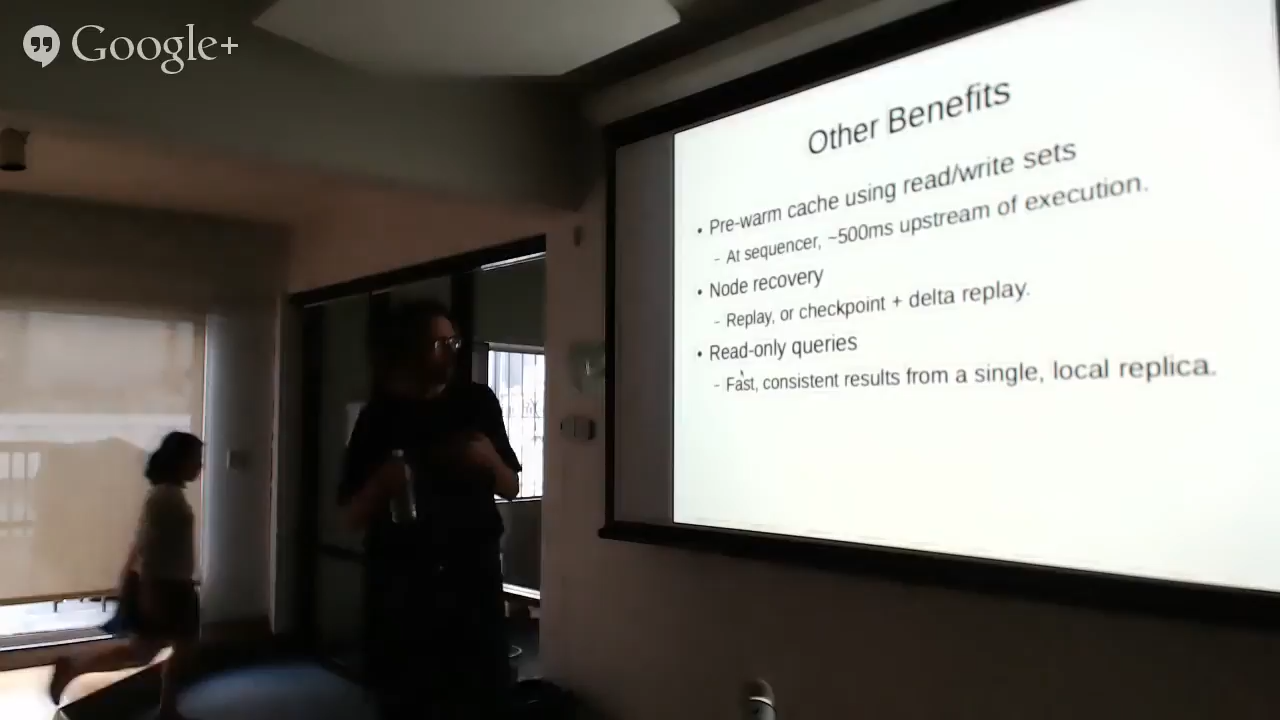 Google+
Other Benefits
• Pre-warm cache using read/write sets
- At sequencer, ~500ms upstream of execution.
• Node recovery
- Replay, or checkpoint + delta replay.
• Read-only queries
- Fast, consistent results from a single, local replica.